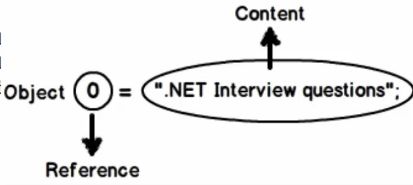 Content
Object O = ".NET Interview questions";
Reference